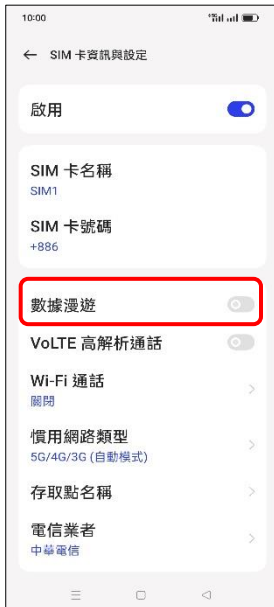 10:00
← SIM 卡資訊與設定
啟用
SIM 卡名稱
SIM1
SIM 卡號碼
+886
數據漫遊
VoLTE 高解析通話
Wi-Fi 通話
關閉
慣用網路類型
5G/4G/3G (自動模式)
存取點名稱
電信業者
中華電信